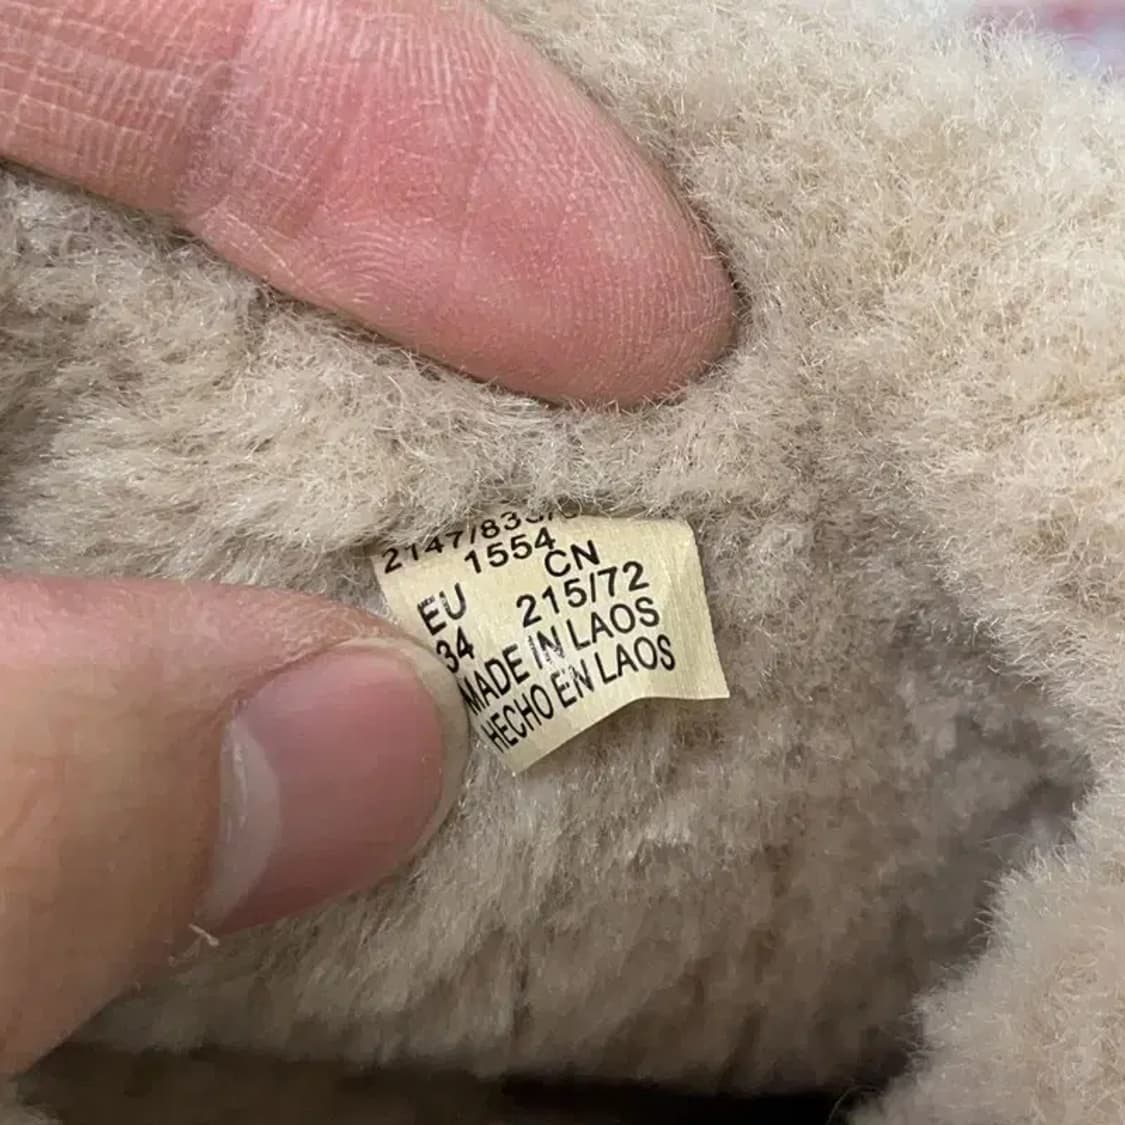 1554
CN
EU 215/72
34
MADE IN LAOS
HECHO EN LAOS